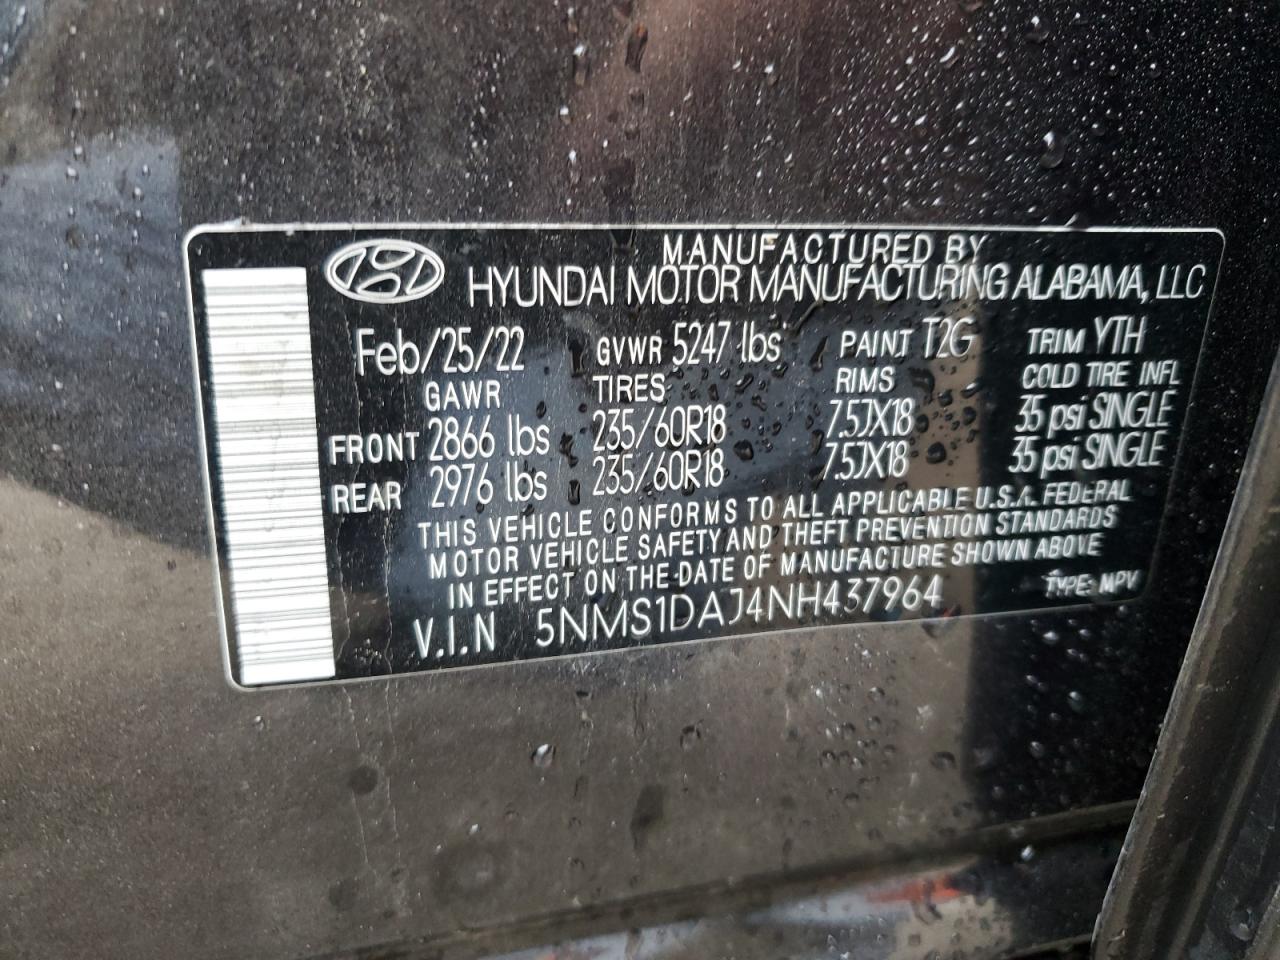 MANUFACTURED BY
HYUNDAI MOTOR MANUFACTURING ALABAMA, LLC
Feb/25/22 GVWR 5247 lbs PAINT T2G TRIM YTH
GAWR TIRES RIMS COLD TIRE INFL
FRONT 2866 lbs 235/60R18 7.5JX18 35 psi SINGLE
REAR 2976 lbs 235/60R18 7.5JX18 35 psi SINGLE
THIS VEHICLE CONFORMS TO ALL APPLICABLE U.S.A. FEDERAL
MOTOR VEHICLE SAFETY AND THEFT PREVENTION STANDARDS
IN EFFECT ON THE DATE OF MANUFACTURE SHOWN ABOVE
V.I.N 5NMS1DAJ4NH437964 TYPE: MPV